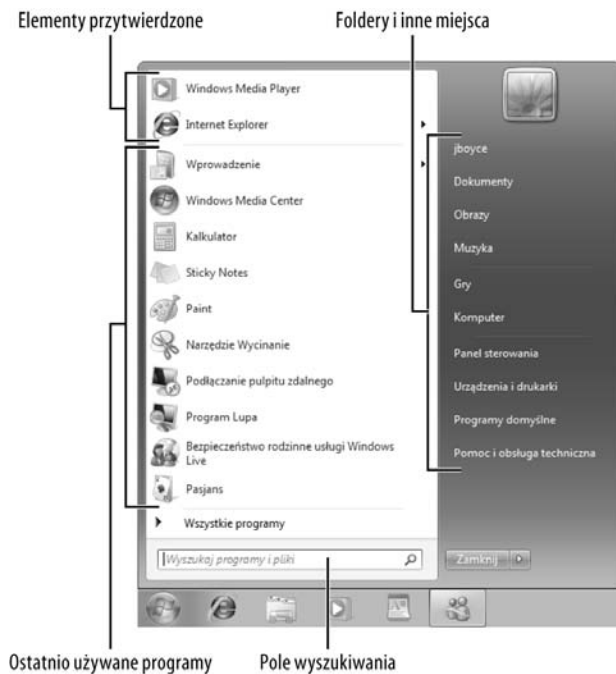 Elementy przytwierdzone
Foldery i inne miejsca
Windows Media Player
Internet Explorer
Wprowadzenie
Windows Media Center
Kalkulator
Sticky Notes
Paint
Narzędzie Wycinanie
Podłączanie pulpitu zdalnego
Program Lupa
Bezpieczeństwo rodzinne usługi Windows
Live
Pasjans
Wszystkie programy
Wyszukaj programy i pliki
jboyce
Dokumenty
Obrazy
Muzyka
Gry
Komputer
Panel sterowania
Urządzenia i drukarki
Programy domyślne
Pomoc i obsługa techniczna
Zamknij
Ostatnio używane programy
Pole wyszukiwania